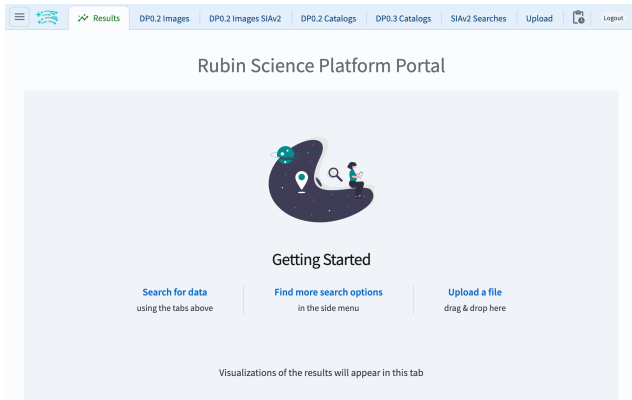 Results DP0.2 Images DP0.2 Images SIAv2 DP0.2 Catalogs DP0.3 Catalogs SIAv2 Searches Upload Logout
Rubin Science Platform Portal
Getting Started
Search for data Find more search options Upload a file
using the tabs above in the side menu drag & drop here
Visualizations of the results will appear in this tab